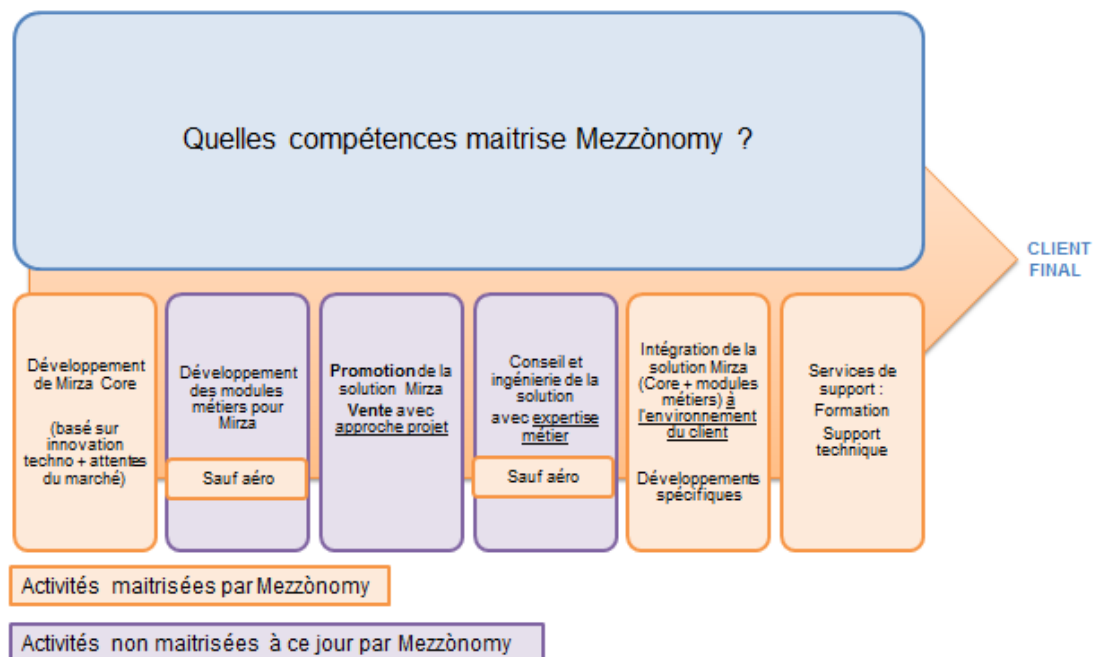 Quelles compétences maitrise Mezzònomy ?
CLIENT
FINAL
Développement
de Mirza Core
(basé sur
innovation
techno + attentes
du marché)
Développement
des modules
métiers pour
Mirza
Sauf aéro
Promotion de la
solution Mirza
Vente avec
approche projet
Conseil et
ingénierie de la
solution
avec expertise
métier
Sauf aéro
Intégration de la
solution Mirza
(Core + modules
métiers) à
l'environnement
du client
Développements
spécifiques
Services de
support :
Formation
Support
technique
Activités maitrisées par Mezzònomy
Activités non maitrisées à ce jour par Mezzònomy